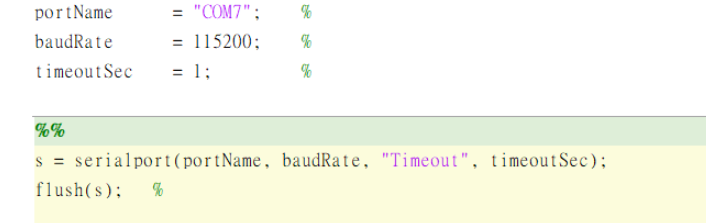 portName = "COM7"; %
baudRate = 115200; %
timeoutSec = 1; %
%%
s = serialport(portName, baudRate, "Timeout", timeoutSec);
flush(s); %